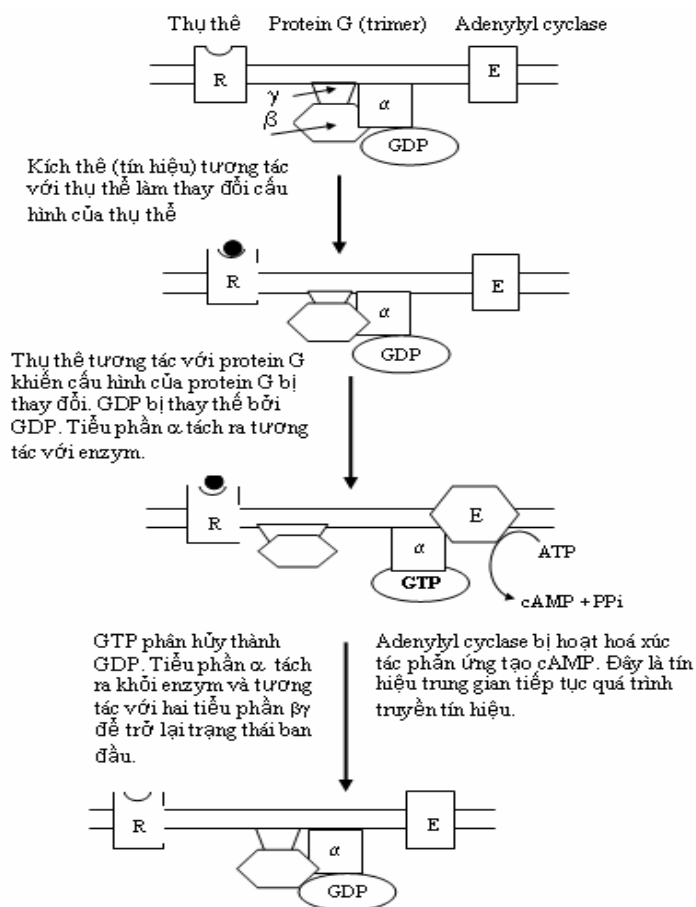 Thụ thê Protein G (trimer) Adenylyl cyclase
R
E
γ
α
β
GDP
Kích thê (tín hiệu) tương tác
với thụ thể làm thay đổi cấu
hình của thụ thể
R
E
α
GDP
Thụ thê tương tác với protein G
khiến cấu hình của protein G bị
thay đổi. GDP bị thay thế bởi
GDP. Tiểu phần α tách ra tương
tác với enzym.
R
E
α
ATP
GTP
cAMP + PPi
GTP phân hủy thành
GDP. Tiểu phần α tách
ra khỏi enzym và tương
tác với hai tiểu phần βγ
để trở lại trạng thái ban
đầu.
Adenylyl cyclase bị hoạt hoá xúc
tác phản ứng tạo cAMP. Đây là tín
hiệu trung gian tiếp tục quá trình
truyền tín hiệu.
R
E
α
GDP